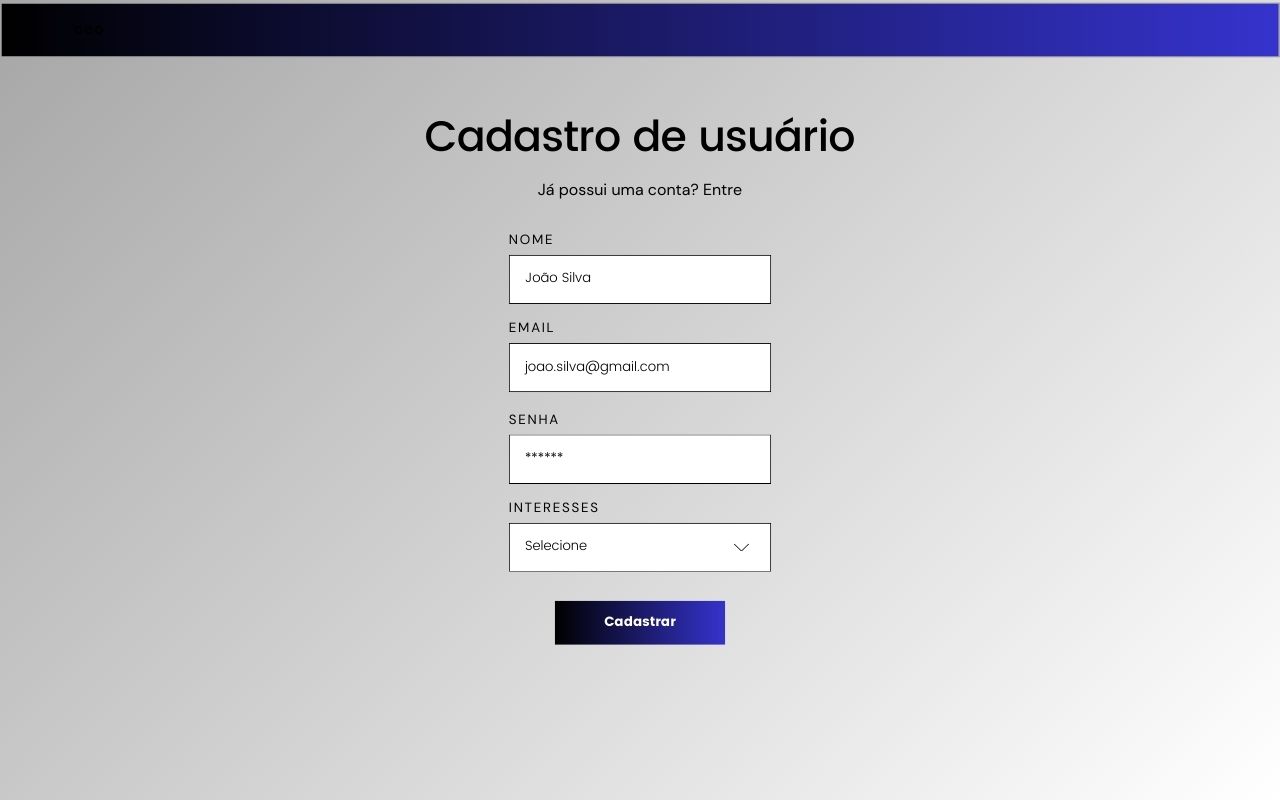 Cadastro de usuário
Já possui uma conta? Entre
NOME
João Silva
EMAIL
joao.silva@gmail.com
SENHA
******
INTERESSES
Selecione
Cadastrar